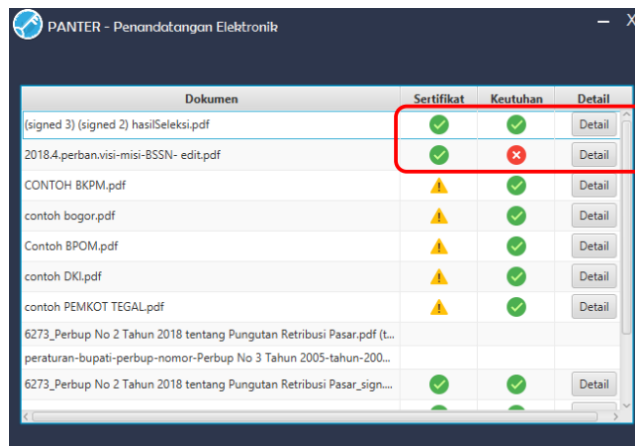 PANTER - Penandatangan Elektronik
Dokumen Sertifikat Keutuhan Detail
(signed 3) (signed 2) hasilSeleksi.pdf Detail
2018.4.perban.visi-misi-BSSN- edit.pdf Detail
CONTOH BKPM.pdf Detail
contoh bogor.pdf Detail
Contoh BPOM.pdf Detail
contoh DKI.pdf Detail
contoh PEMKOT TEGAL.pdf Detail
6273_Perbup No 2 Tahun 2018 tentang Pungutan Retribusi Pasar.pdf (t...
peraturan-bupati-perbup-nomor-Perbup No 3 Tahun 2005-tahun-200...
6273_Perbup No 2 Tahun 2018 tentang Pungutan Retribusi Pasar_sign.... Detail